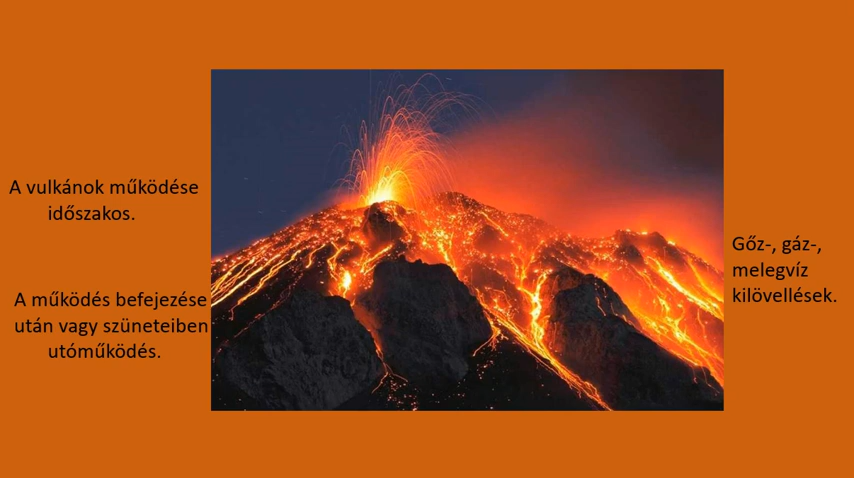 A vulkánok működése
időszakos.
A működés befejezése
után vagy szüneteiben
utóműködés.
Gőz-, gáz-,
melegvíz
kilövellések.